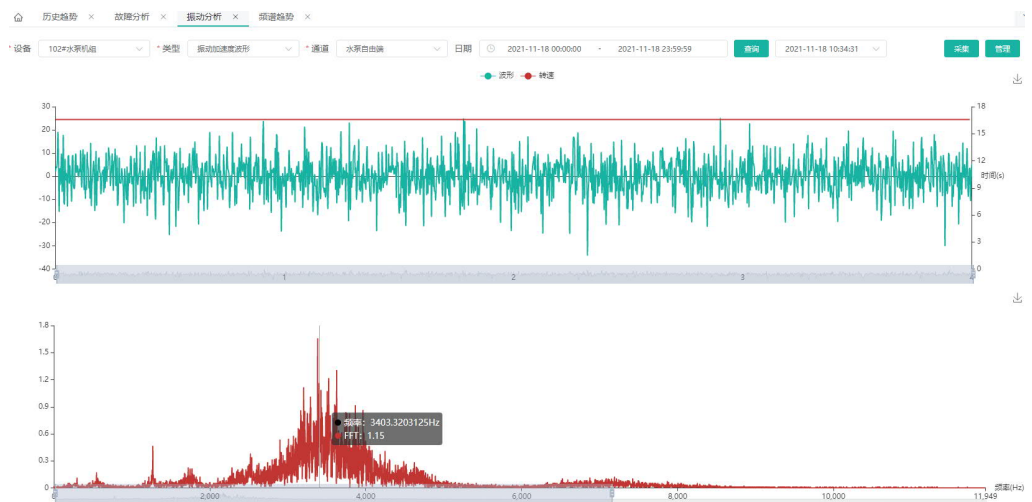 历史趋势 × 故障分析 × 振动分析 × 频谱趋势 ×
* 设备 102#水泵机组 * 类型 振动加速度波形 * 通道 水泵自由端 日期 2021-11-18 00:00:00 - 2021-11-18 23:59:59 查询 2021-11-18 10:34:31 采集 管理
波形 转速
30 18
20 15
10 12
0 时间(s)
-10 9
-20 6
-30 3
-40 0
0 1 2 3 4
1.8
1.5
1.2
0.9
频率: 3403.3203125Hz
0.6 FFT: 1.15
0.3
0 频率(Hz)
0 2,000 4,000 6,000 8,000 10,000 11,949